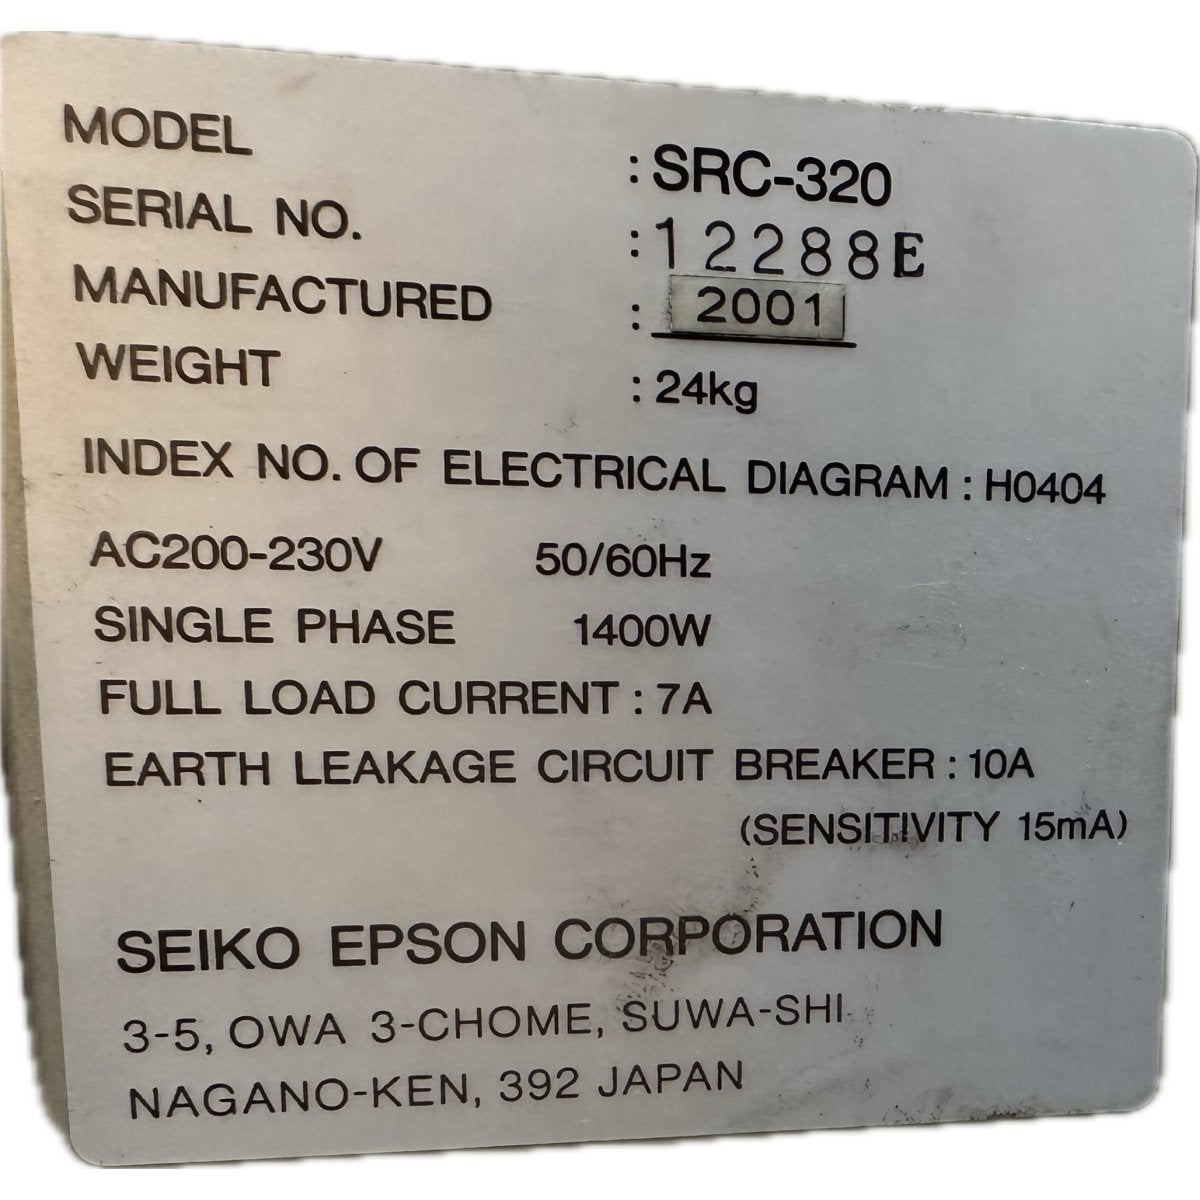 MODEL : SRC-320
SERIAL NO. : 12288E
MANUFACTURED : 2001
WEIGHT : 24kg
INDEX NO. OF ELECTRICAL DIAGRAM : H0404
AC200-230V 50/60Hz
SINGLE PHASE 1400W
FULL LOAD CURRENT : 7A
EARTH LEAKAGE CIRCUIT BREAKER : 10A
(SENSITIVITY 15mA)
SEIKO EPSON CORPORATION
3-5, OWA 3-CHOME, SUWA-SHI
NAGANO-KEN, 392 JAPAN